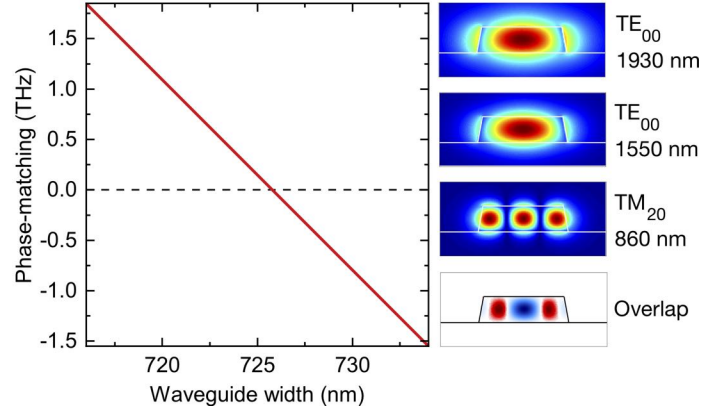 Phase-matching (THz)
1.5
1.0
0.5
0.0
-0.5
-1.0
-1.5
720
725
730
Waveguide width (nm)
TE00
1930 nm
TE00
1550 nm
TM20
860 nm
Overlap